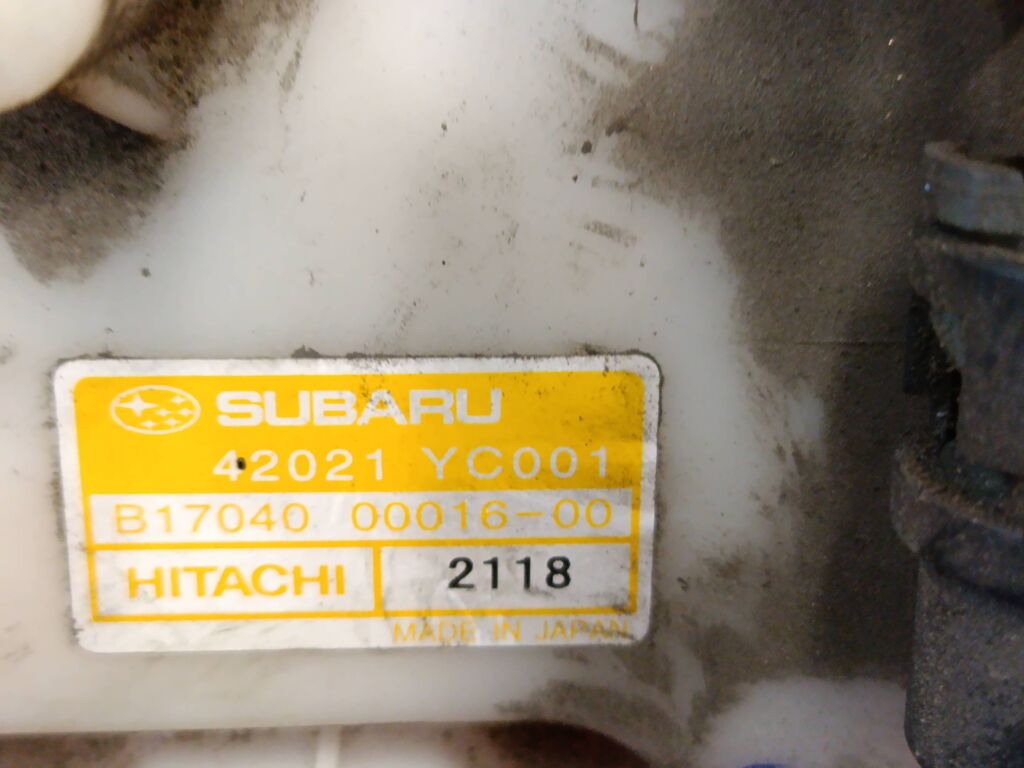 SUBARU
42021 YC001
B17040 00016-00
HITACHI 2118
MADE IN JAPAN